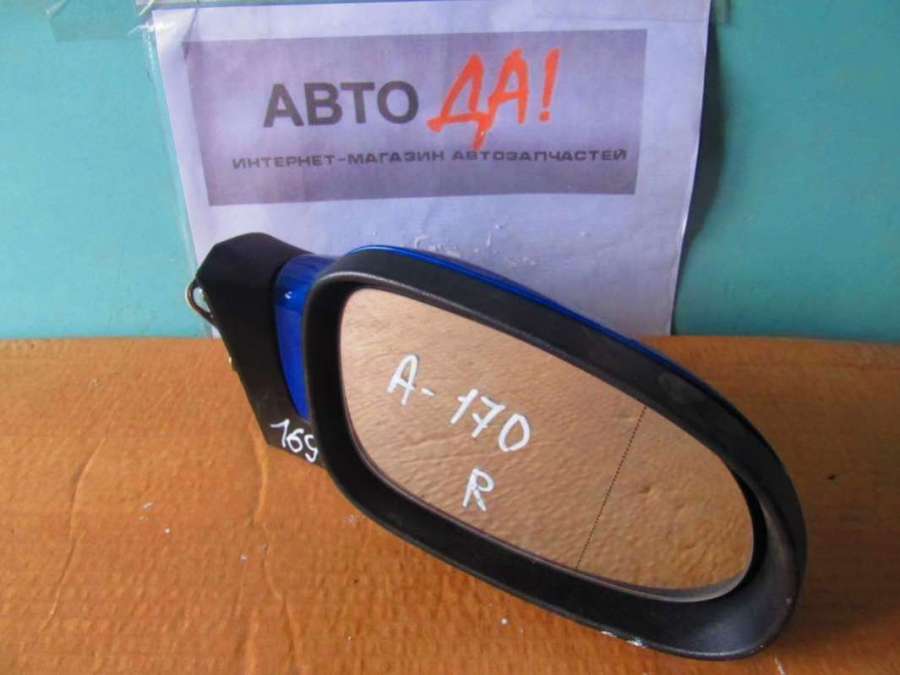 АВТО ДА!
ИНТЕРНЕТ-МАГАЗИН АВТОЗАПЧАСТЕЙ
A-170
R
169